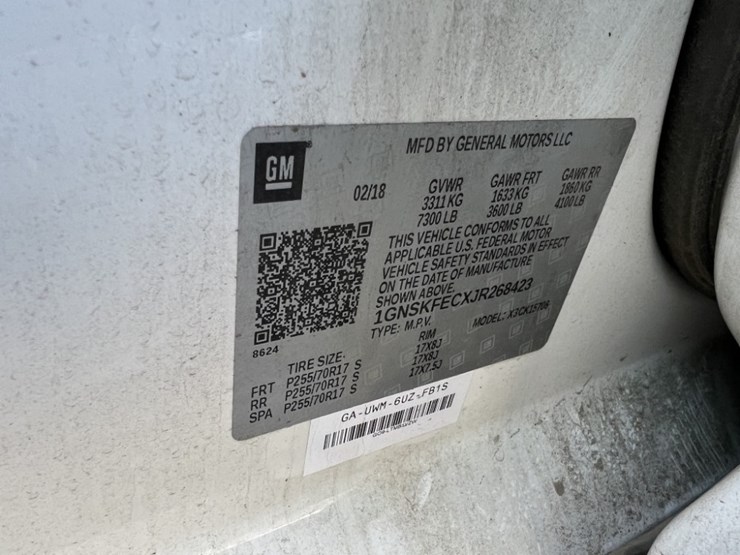 MFD BY GENERAL MOTORS LLC
GM
02/18 GVWR GAWR FRT GAWR RR
3311 KG 1633 KG 1860 KG
7300 LB 3600 LB 4100 LB
THIS VEHICLE CONFORMS TO ALL
APPLICABLE U.S. FEDERAL MOTOR
VEHICLE SAFETY STANDARDS IN EFFECT
ON THE DATE OF MANUFACTURE
SHOWN ABOVE.
1GNSKFECXJR268423
TYPE: M.P.V. MODEL: X3CK15706
8624
TIRE SIZE: RIM
FRT P255/70R17 S 17X8J
RR P255/70R17 S 17X8J
SPA P255/70R17 S 17X7.5J
GA-UWM-6UZ-FB1S